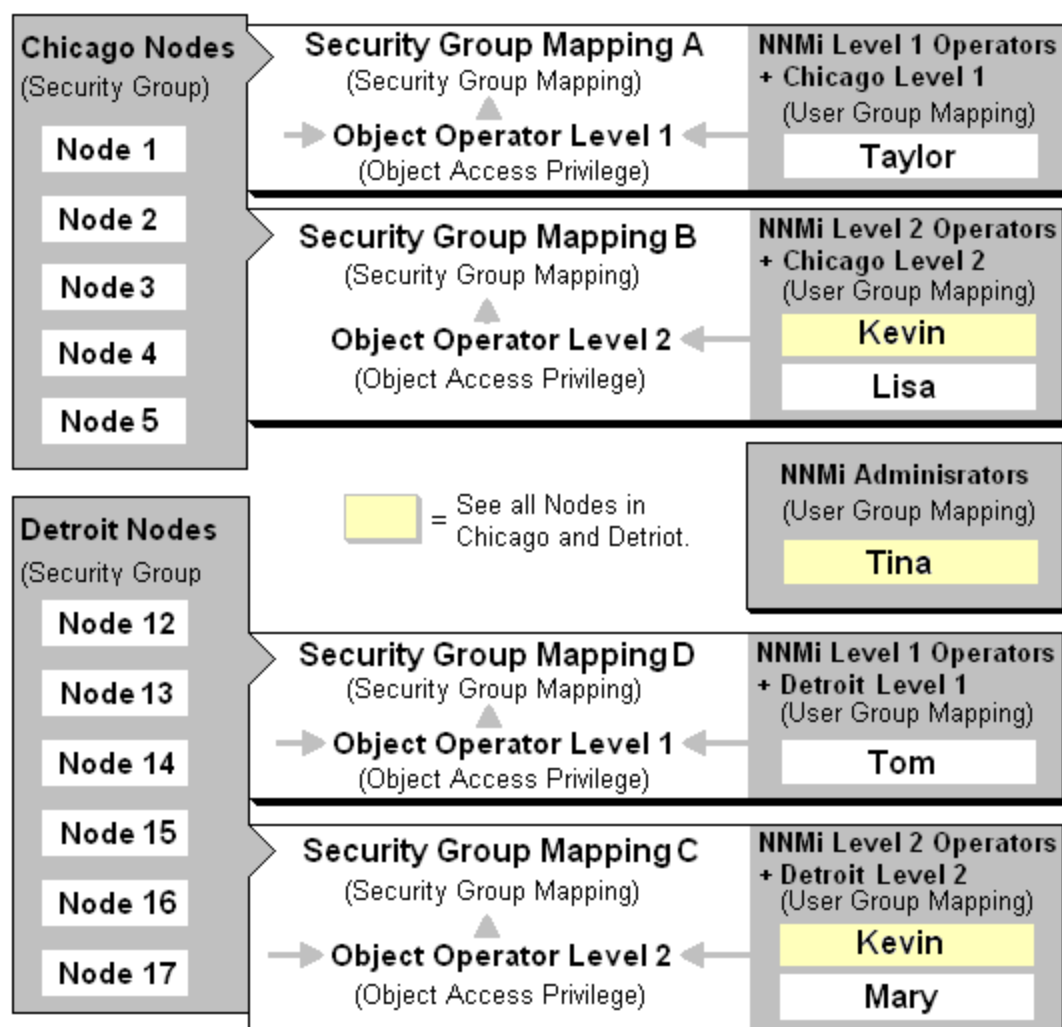 Chicago Nodes
(Security Group)
Node 1
Node 2
Node 3
Node 4
Node 5
Security Group Mapping A
(Security Group Mapping)
Object Operator Level 1
(Object Access Privilege)
NNMi Level 1 Operators
+ Chicago Level 1
(User Group Mapping)
Taylor
Security Group Mapping B
(Security Group Mapping)
Object Operator Level 2
(Object Access Privilege)
NNMi Level 2 Operators
+ Chicago Level 2
(User Group Mapping)
Kevin
Lisa
= See all Nodes in
Chicago and Detriot.
NNMi Adminisrators
(User Group Mapping)
Tina
Detroit Nodes
(Security Group
Node 12
Node 13
Node 14
Node 15
Node 16
Node 17
Security Group Mapping D
(Security Group Mapping)
Object Operator Level 1
(Object Access Privilege)
NNMi Level 1 Operators
+ Detroit Level 1
(User Group Mapping)
Tom
Security Group Mapping C
(Security Group Mapping)
Object Operator Level 2
(Object Access Privilege)
NNMi Level 2 Operators
+ Detroit Level 2
(User Group Mapping)
Kevin
Mary